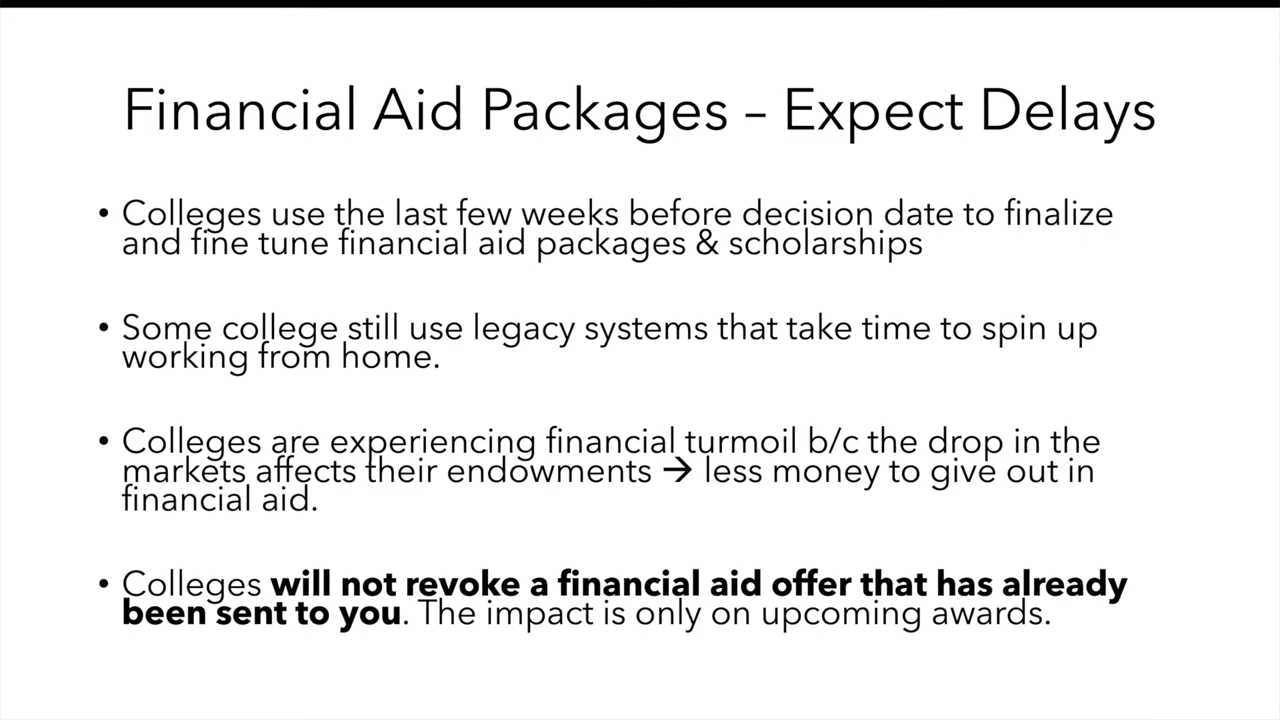 Financial Aid Packages – Expect Delays
• Colleges use the last few weeks before decision date to finalize
and fine tune financial aid packages & scholarships
• Some college still use legacy systems that take time to spin up
working from home.
• Colleges are experiencing financial turmoil b/c the drop in the
markets affects their endowments → less money to give out in
financial aid.
• Colleges will not revoke a financial aid offer that has already
been sent to you. The impact is only on upcoming awards.